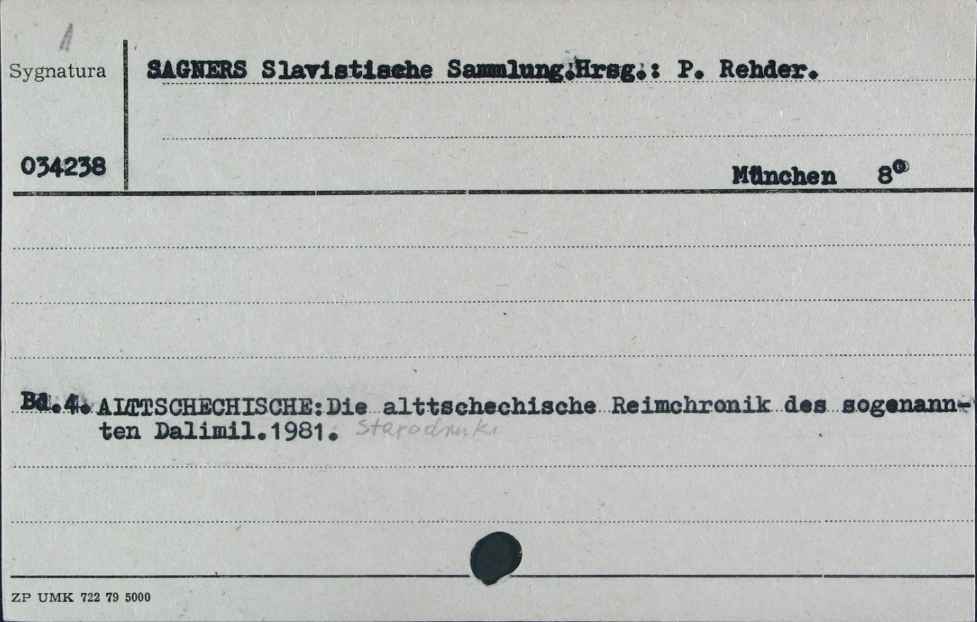 Sygnatura
SAGNERS Slavistische Sammlung.Hrsg.: P. Rehder.
034238
München 8°
Bd.4. ALTTSCHECHISCHE:Die alttschechische Reimchronik des sogenann-
ten Dalimil.1981. Starodruki
ZP UMK 722 79 5000